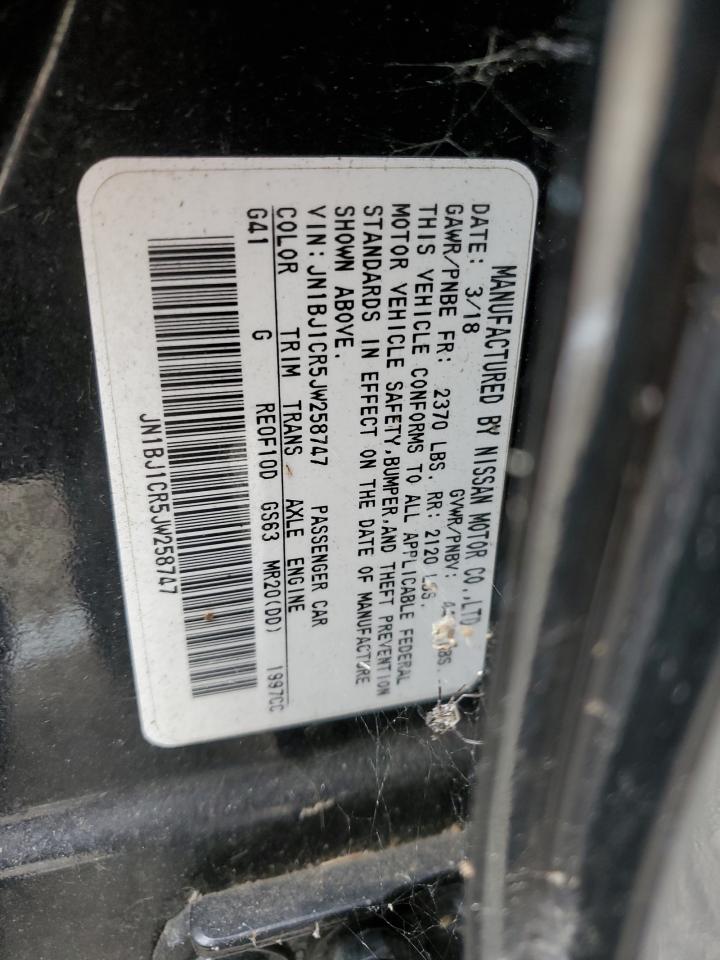 MANUFACTURED BY NISSAN MOTOR CO.,LTD
DATE: 3/18 GVWR/PNBV: LBS.
GAWR/PNBE FR: 2370 LBS. RR: 2120 LBS.
THIS VEHICLE CONFORMS TO ALL APPLICABLE FEDERAL
MOTOR VEHICLE SAFETY,BUMPER,AND THEFT PREVENTION
STANDARDS IN EFFECT ON THE DATE OF MANUFACTURE
SHOWN ABOVE.
VIN: JN1BJ1CR5JW258747 PASSENGER CAR
COLOR TRIM TRANS AXLE ENGINE
G41 G RE0F10D GS63 MR20(DD) 1997CC
JN1BJ1CR5JW258747